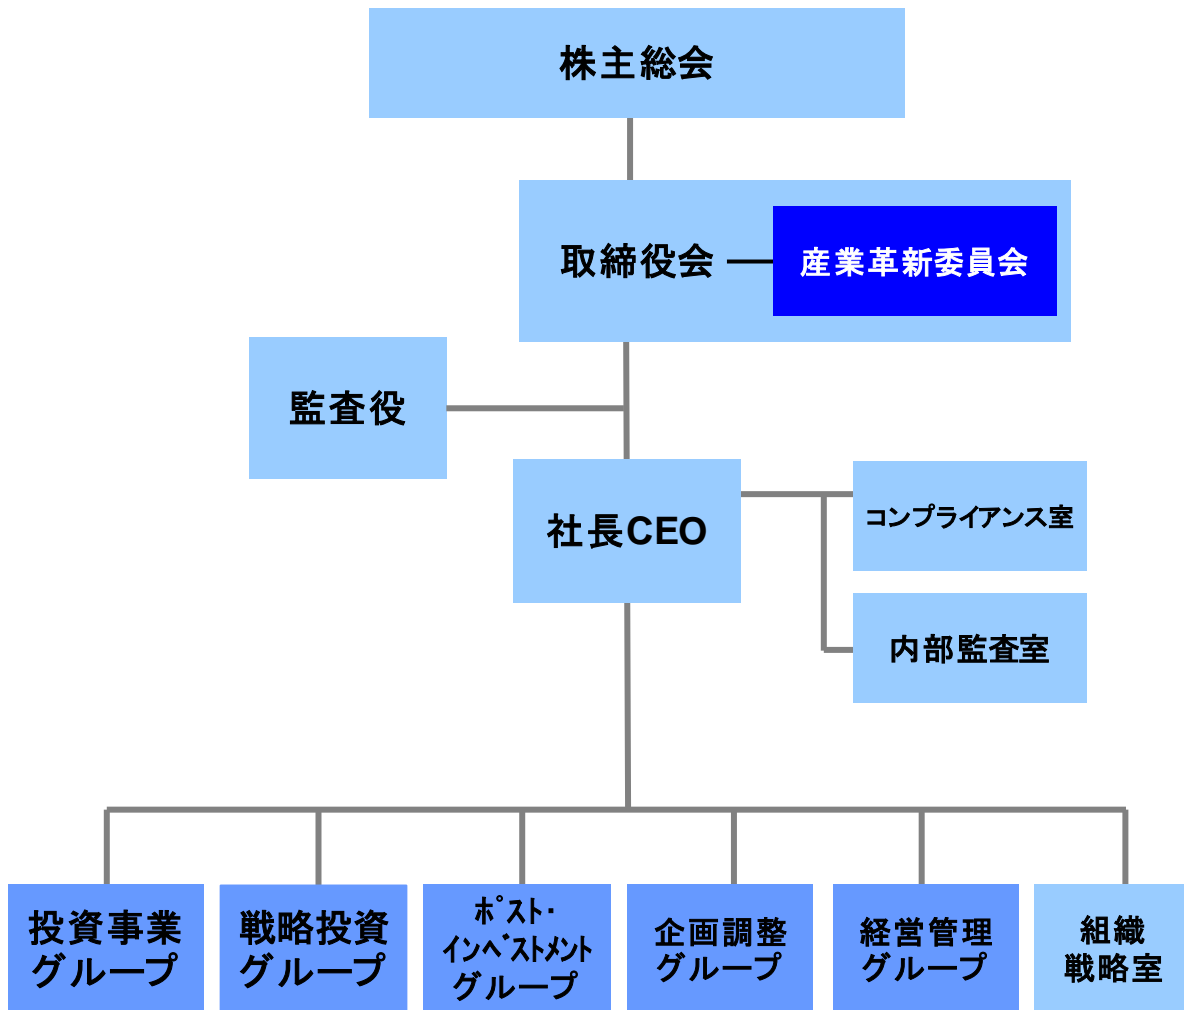 株主総会
取締役会
産業革新委員会
監査役
社長CEO
コンプライアンス室
内部監査室
投資事業
グループ
戦略投資
グループ
ﾎﾟｽﾄ･
ｲﾝﾍﾞｽﾄﾒﾝﾄ
グループ
企画調整
グループ
経営管理
グループ
組織
戦略室